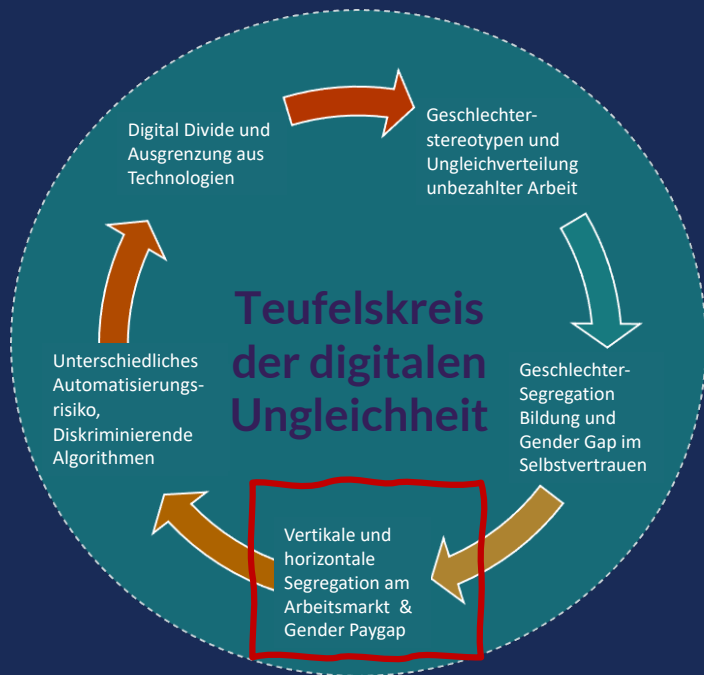 Digital Divide und
Ausgrenzung aus
Technologien
Geschlechter-
stereotypen und
Ungleichverteilung
unbezahlter Arbeit
Teufelskreis
der digitalen
Ungleichheit
Geschlechter-
Segregation
Bildung und
Gender Gap im
Selbstvertrauen
Vertikale und
horizontale
Segregation am
Arbeitsmarkt &
Gender Paygap
Unterschiedliches
Automatisierungs-
risiko,
Diskriminierende
Algorithmen